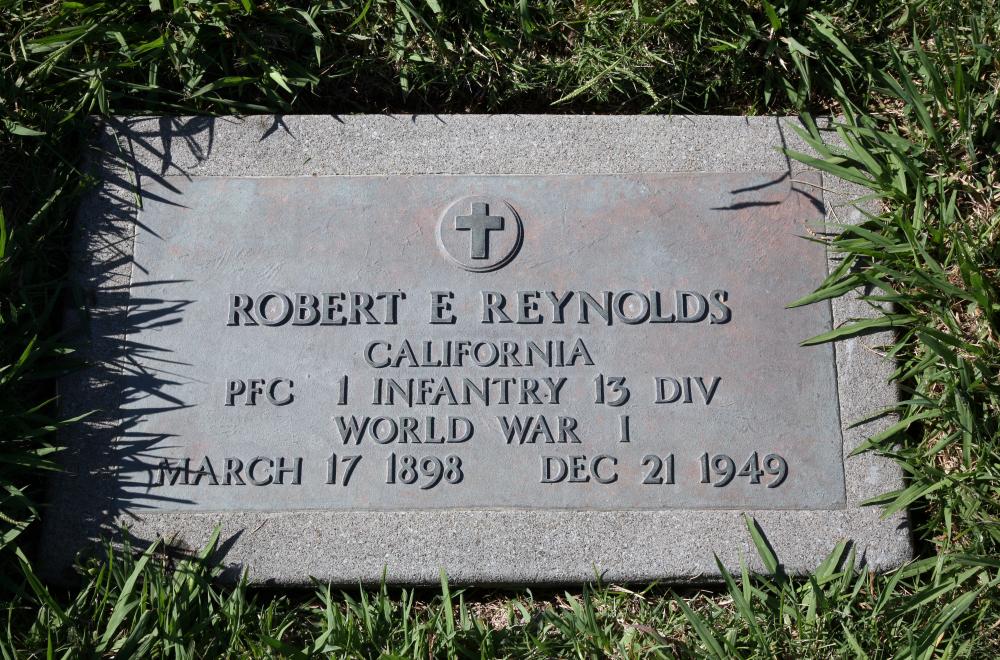 ROBERT E REYNOLDS
CALIFORNIA
PFC 1 INFANTRY 13 DIV
WORLD WAR I
MARCH 17 1898 DEC 21 1949